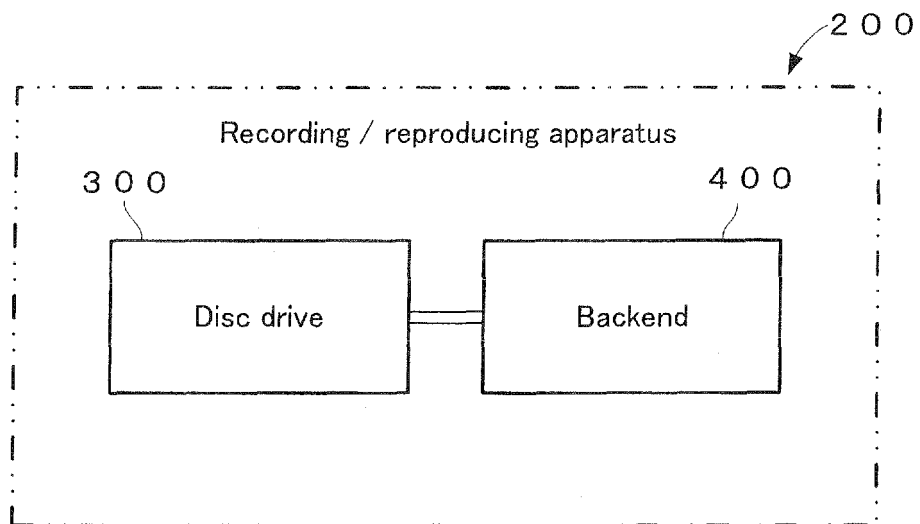 ２００
Recording / reproducing apparatus
３００
４００
Disc drive
Backend